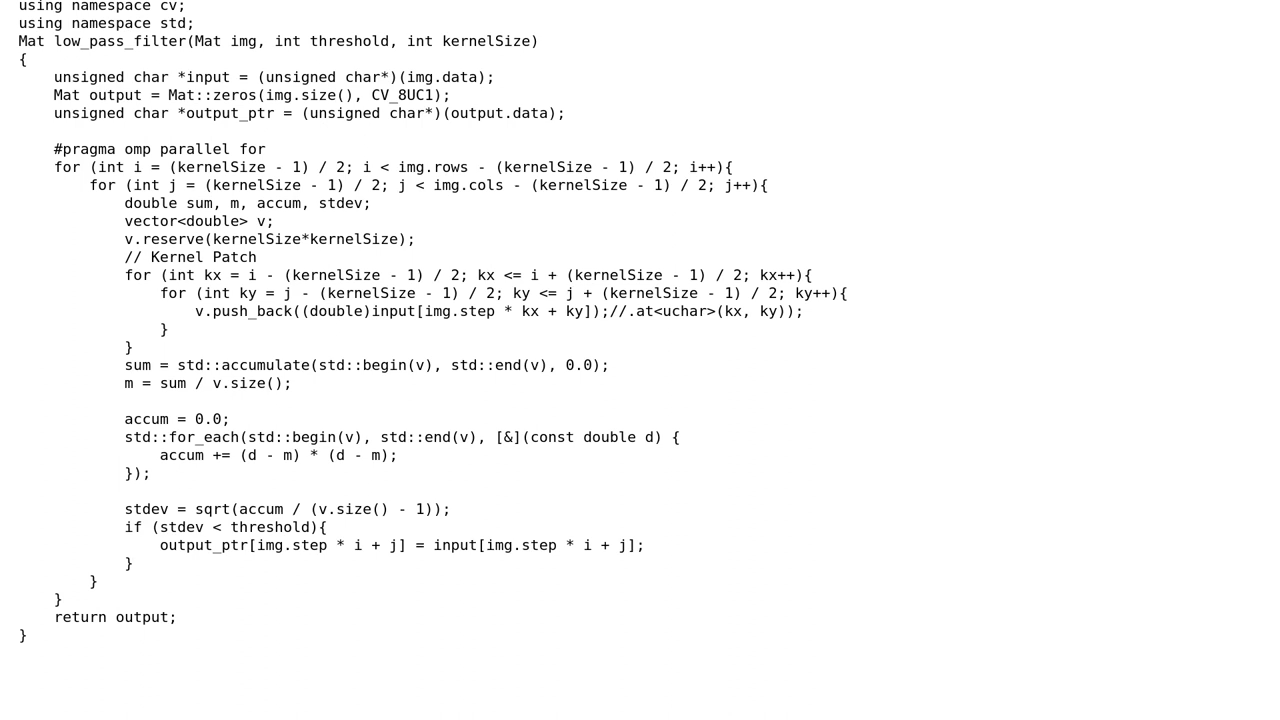 using namespace cv;
using namespace std;
Mat low_pass_filter(Mat img, int threshold, int kernelSize)
{
    unsigned char *input = (unsigned char*)(img.data);
    Mat output = Mat::zeros(img.size(), CV_8UC1);
    unsigned char *output_ptr = (unsigned char*)(output.data);

    #pragma omp parallel for
    for (int i = (kernelSize - 1) / 2; i < img.rows - (kernelSize - 1) / 2; i++){
        for (int j = (kernelSize - 1) / 2; j < img.cols - (kernelSize - 1) / 2; j++){
            double sum, m, accum, stdev;
            vector<double> v;
            v.reserve(kernelSize*kernelSize);
            // Kernel Patch
            for (int kx = i - (kernelSize - 1) / 2; kx <= i + (kernelSize - 1) / 2; kx++){
                for (int ky = j - (kernelSize - 1) / 2; ky <= j + (kernelSize - 1) / 2; ky++){
                    v.push_back((double)input[img.step * kx + ky]);//.at<uchar>(kx, ky));
                }
            }
            sum = std::accumulate(std::begin(v), std::end(v), 0.0);
            m = sum / v.size();

            accum = 0.0;
            std::for_each(std::begin(v), std::end(v), [&](const double d) {
                accum += (d - m) * (d - m);
            });

            stdev = sqrt(accum / (v.size() - 1));
            if (stdev < threshold){
                output_ptr[img.step * i + j] = input[img.step * i + j];
            }
        }
    }
    return output;
}